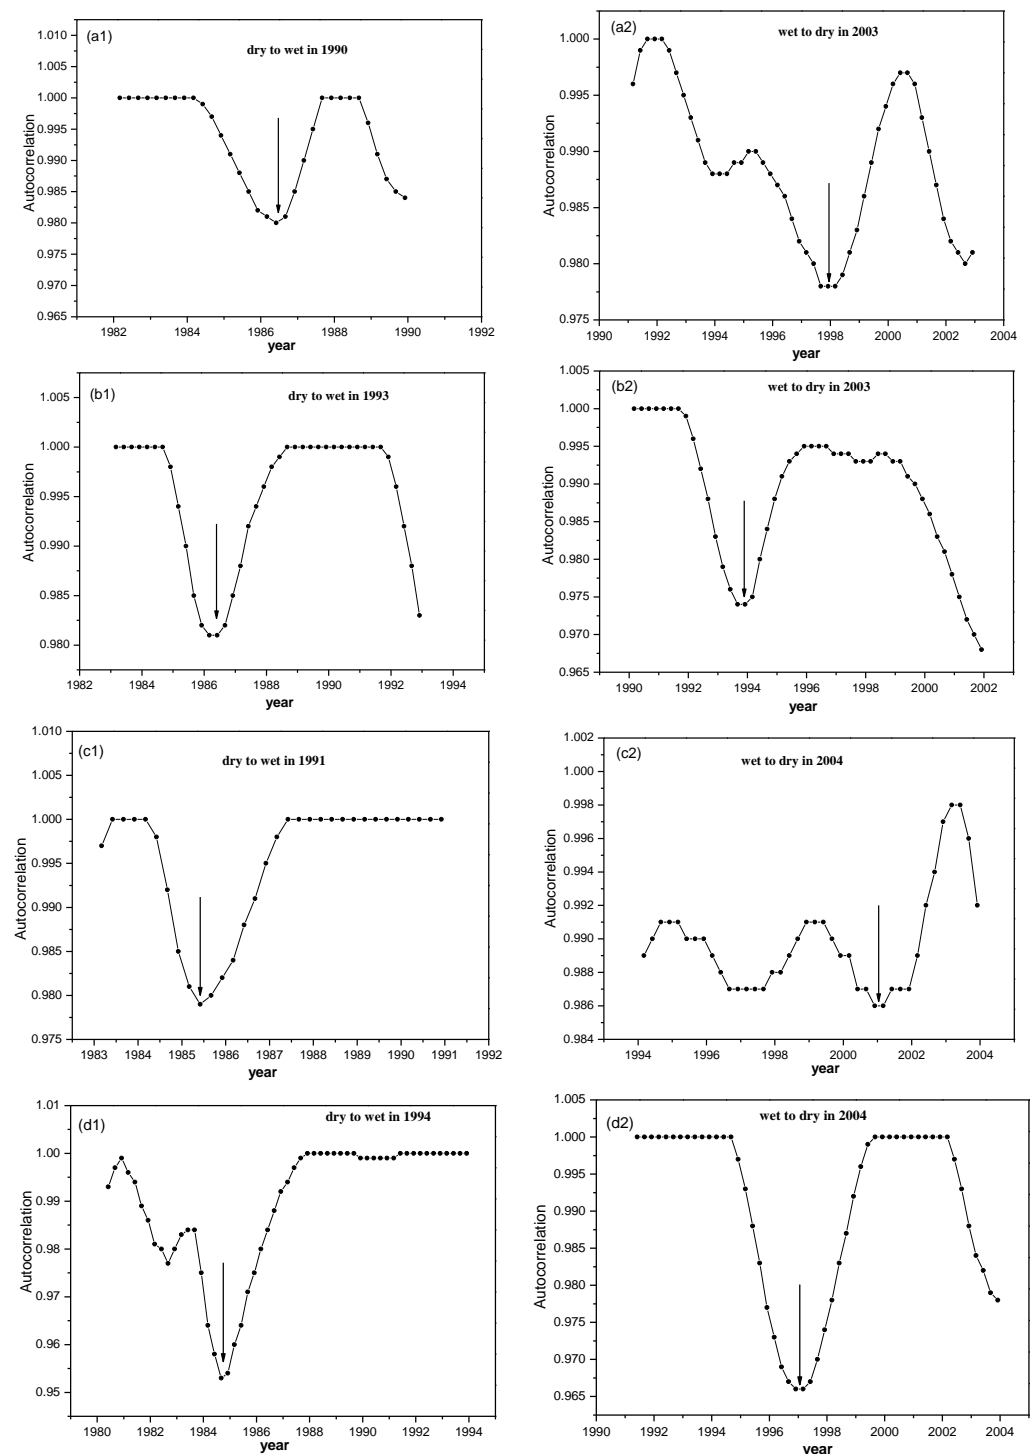 (a1)
dry to wet in 1990
1.010
1.005
1.000
0.995
0.990
0.985
0.980
0.975
0.970
0.965
Autocorrelation
1982 1984 1986 1988 1990 1992
year
(a2)
wet to dry in 2003
1.000
0.995
0.990
0.985
0.980
0.975
Autocorrelation
1990 1992 1994 1996 1998 2000 2002 2004
year
(b1)
dry to wet in 1993
1.005
1.000
0.995
0.990
0.985
0.980
Autocorrelation
1982 1984 1986 1988 1990 1992 1994
year
(b2)
wet to dry in 2003
1.005
1.000
0.995
0.990
0.985
0.980
0.975
0.970
0.965
Autocorrelation
1990 1992 1994 1996 1998 2000 2002
year
(c1)
dry to wet in 1991
1.010
1.005
1.000
0.995
0.990
0.985
0.980
0.975
Autocorrelation
1983 1984 1985 1986 1987 1988 1989 1990 1991 1992
year
(c2)
wet to dry in 2004
1.002
1.000
0.998
0.996
0.994
0.992
0.990
0.988
0.986
0.984
Autocorrelation
1994 1996 1998 2000 2002 2004
year
(d1)
dry to wet in 1994
1.01
1.00
0.99
0.98
0.97
0.96
0.95
Autocorrelation
1980 1982 1984 1986 1988 1990 1992 1994
year
(d2)
wet to dry in 2004
1.005
1.000
0.995
0.990
0.985
0.980
0.975
0.970
0.965
Autocorrelation
1990 1992 1994 1996 1998 2000 2002 2004
year